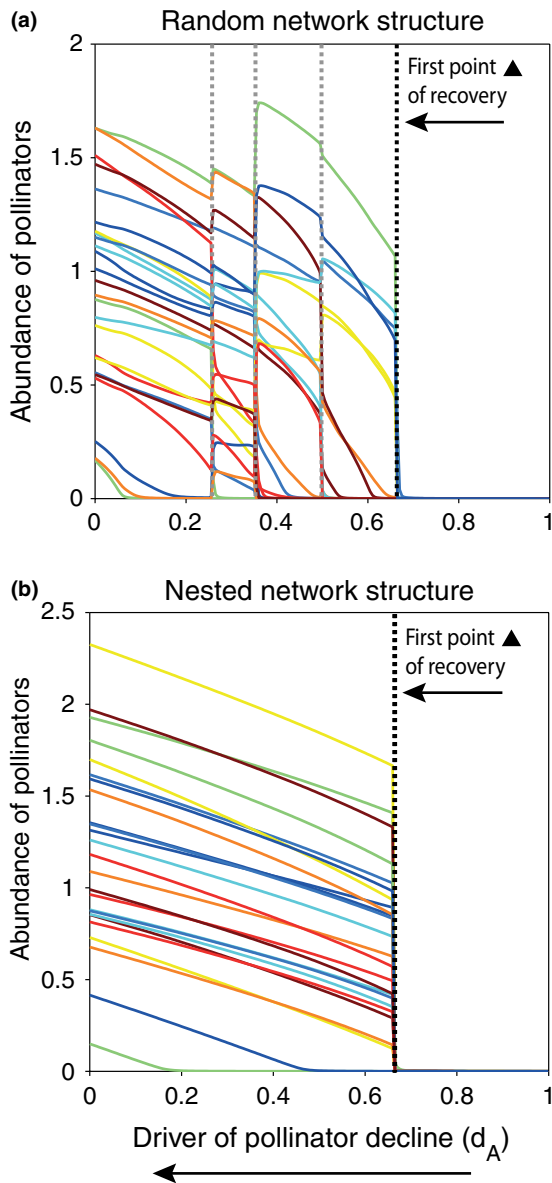 (a)
Random network structure
2
1.5
1
0.5
0
Abundance of pollinators
First point ▲
of recovery
0 0.2 0.4 0.6 0.8 1
(b)
Nested network structure
2.5
2
1.5
1
0.5
0
Abundance of pollinators
First point ▲
of recovery
0 0.2 0.4 0.6 0.8 1
Driver of pollinator decline (d_A)